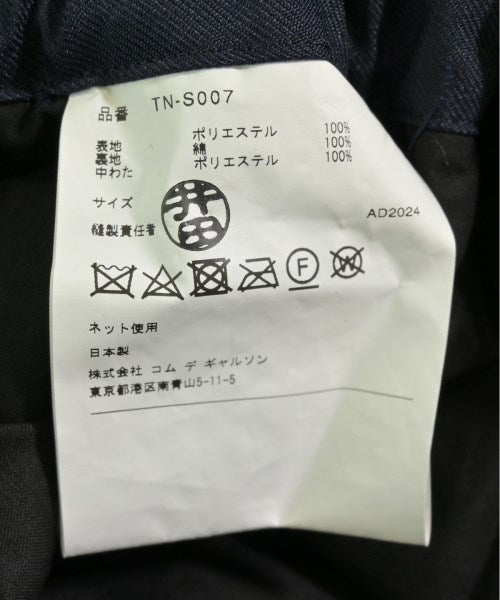 品番 TN-S007
表地 ポリエステル 100%
裏地 綿 100%
中わた ポリエステル 100%
サイズ
縫製責任者 井田
AD2024
F W
ネット使用
日本製
株式会社 コム デ ギャルソン
東京都港区南青山5-11-5